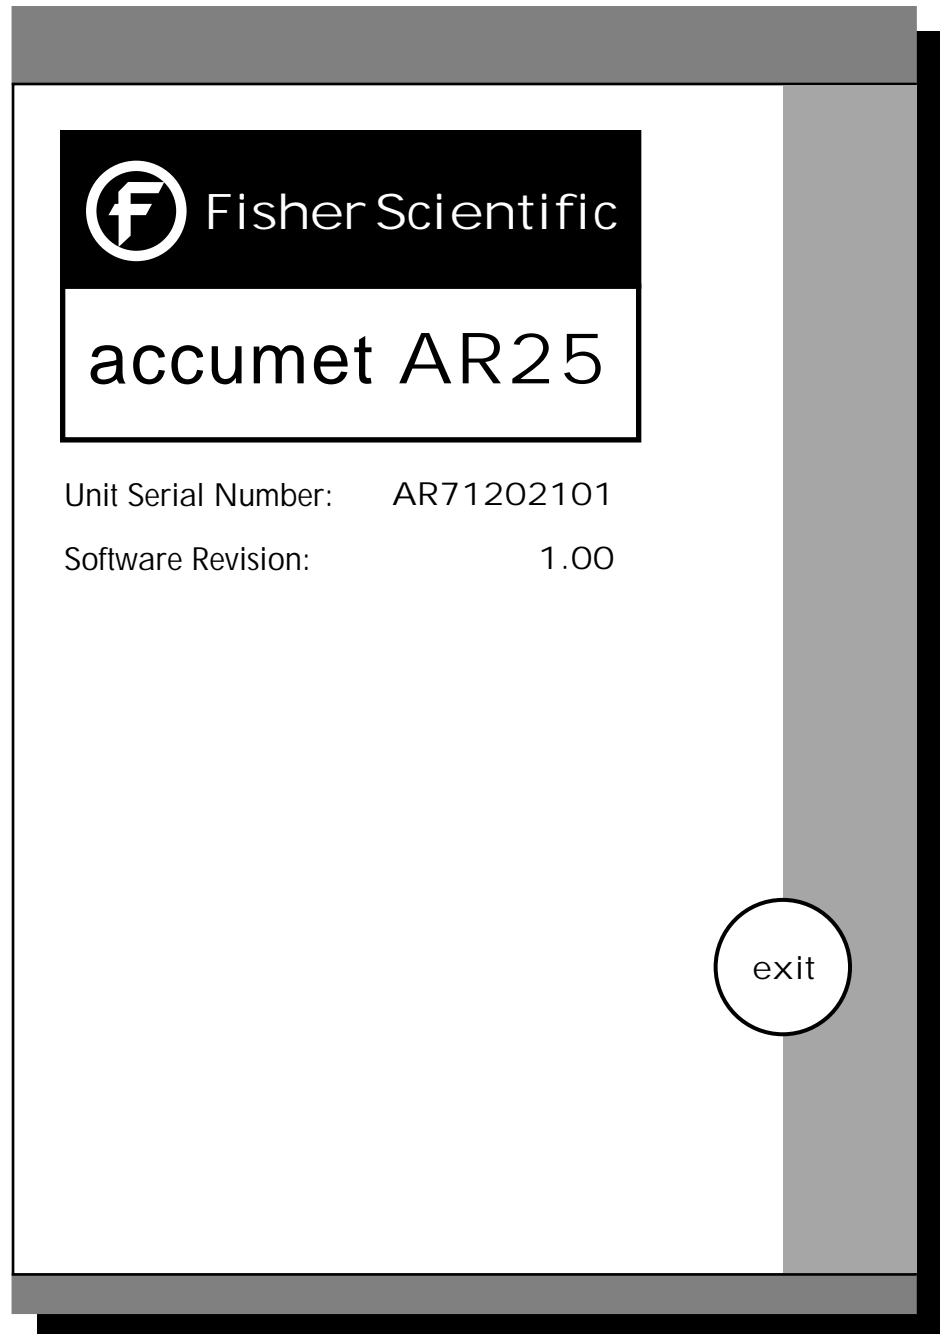 Fisher Scientific
accumet AR25
Unit Serial Number: AR71202101
Software Revision: 1.00
exit